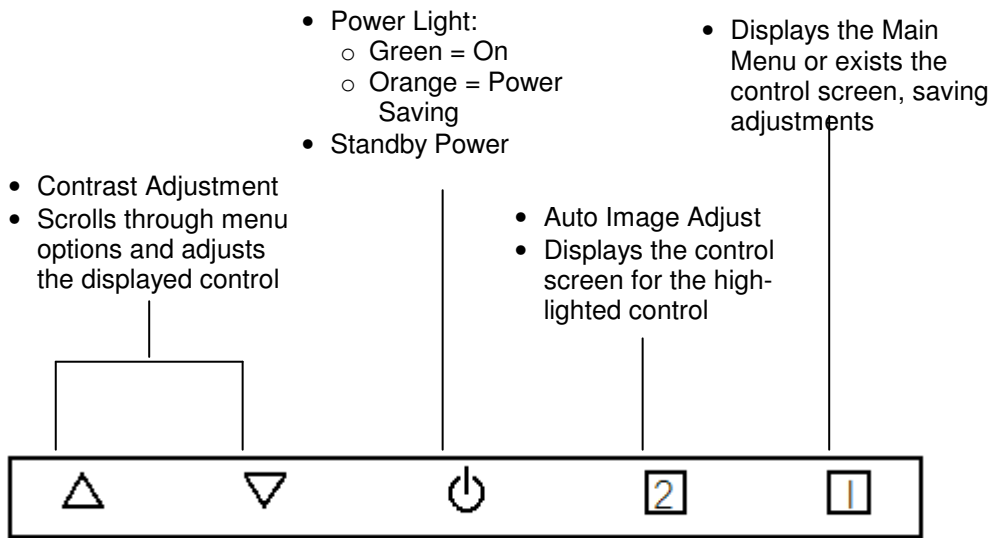 • Power Light:
○ Green = On
○ Orange = Power
Saving
• Standby Power
• Displays the Main
Menu or exists the
control screen, saving
adjustments
• Contrast Adjustment
• Scrolls through menu
options and adjusts
the displayed control
• Auto Image Adjust
• Displays the control
screen for the high-
lighted control
2
1